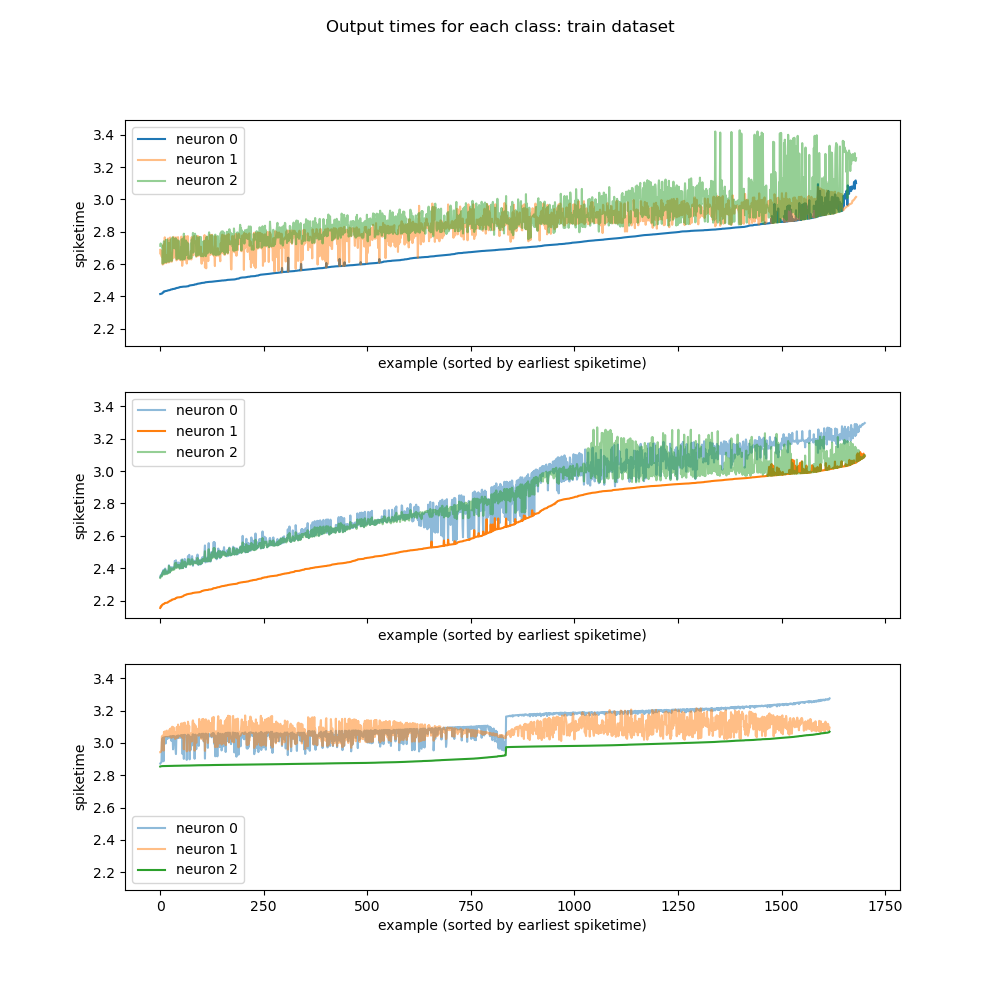 Output times for each class: train dataset
3.4
3.2
3.0
2.8
2.6
2.4
2.2
spiketime
neuron 0
neuron 1
neuron 2
example (sorted by earliest spiketime)
3.4
3.2
3.0
2.8
2.6
2.4
2.2
spiketime
neuron 0
neuron 1
neuron 2
example (sorted by earliest spiketime)
3.4
3.2
3.0
2.8
2.6
2.4
2.2
spiketime
neuron 0
neuron 1
neuron 2
0 250 500 750 1000 1250 1500 1750
example (sorted by earliest spiketime)